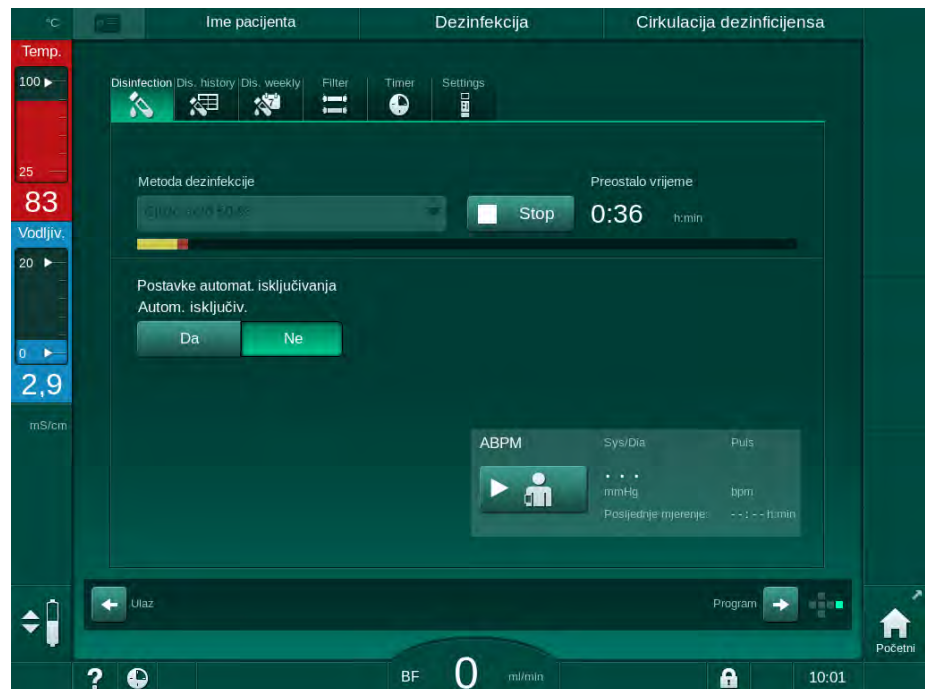 °C Ime pacijenta Dezinfekcija Cirkulacija dezinficijensa
Temp.
100
Disinfection Dis. history Dis. weekly Filter Timer Settings
25
83
Metoda dezinfekcije Preostalo vrijeme
Stop 0:36 h:min
Vodljiv.
20
Postavke automat. isključivanja
Autom. isključiv.
Da Ne
0
2,9
mS/cm
ABPM Sys/Dia Puls
. . .
mmHg bpm
Posljednje mjerenje: --:-- h:min
Ulaz Program
Početni
? BF 0 ml/min 10:01